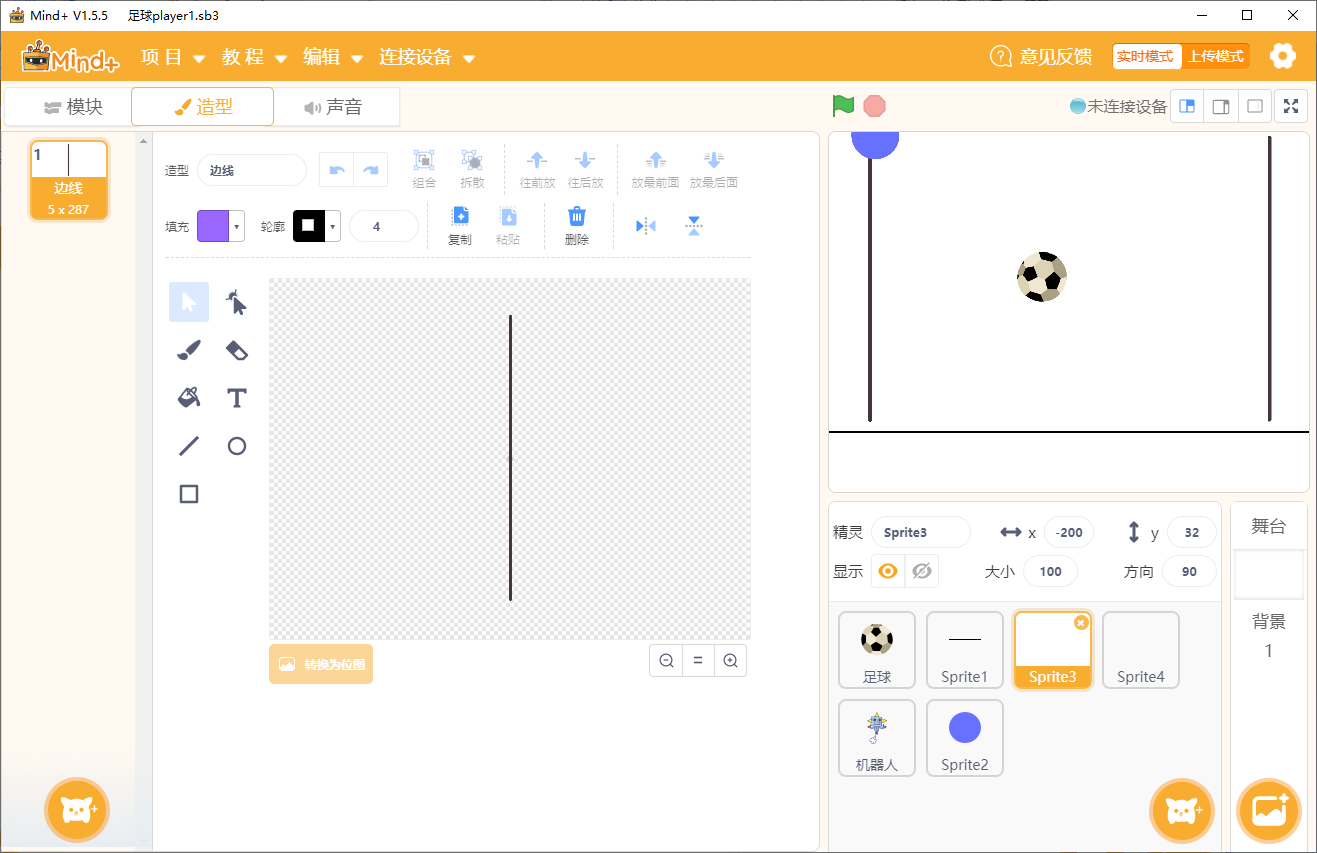 Mind+ V1.5.5 足球player1.sb3
Mind+ 项目 教程 编辑 连接设备 意见反馈 实时模式 上传模式
模块 造型 声音 未连接设备
1
边线
5 x 287
造型 边线 组合 拆散 往前放 往后放 放最前面 放最后面
填充 轮廓 4 复制 粘贴 删除
T
转换为位图
精灵 Sprite3 x -200 y 32
显示 大小 100 方向 90
足球 Sprite1 Sprite3 Sprite4
机器人 Sprite2
舞台
背景
1